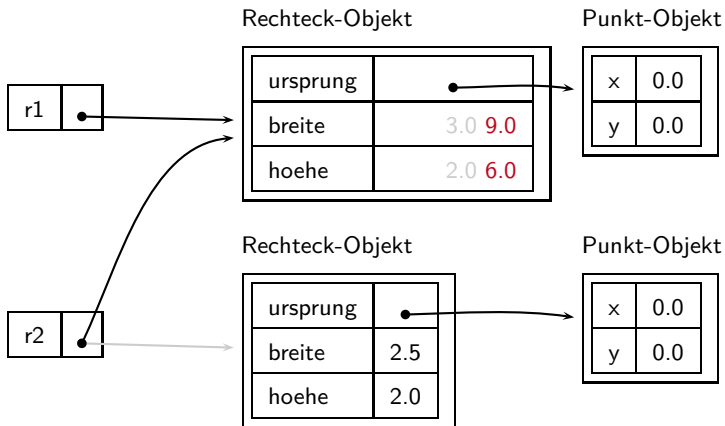 Rechteck-Objekt Punkt-Objekt
ursprung x 0.0
r1 breite 3.0 9.0 y 0.0
hoehe 2.0 6.0
Rechteck-Objekt Punkt-Objekt
ursprung x 0.0
r2 breite 2.5 y 0.0
hoehe 2.0